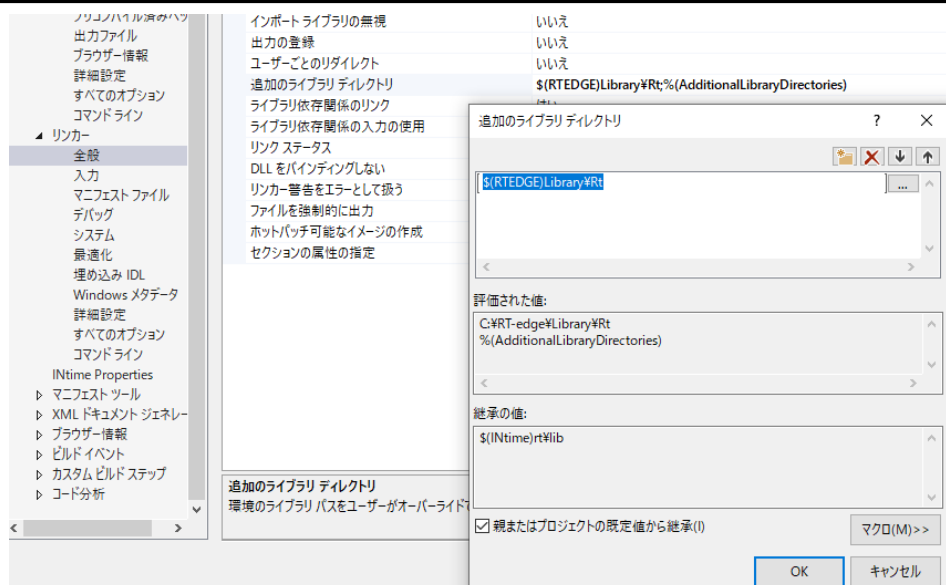 プリコンパイル済みヘッ
出力ファイル
ブラウザー情報
詳細設定
すべてのオプション
コマンド ライン
リンカー
全般
入力
マニフェスト ファイル
デバッグ
システム
最適化
埋め込み IDL
Windows メタデータ
詳細設定
すべてのオプション
コマンド ライン
INtime Properties
マニフェスト ツール
XML ドキュメント ジェネレー
ブラウザー情報
ビルド イベント
カスタム ビルド ステップ
コード分析
インポート ライブラリの無視 いいえ
出力の登録 いいえ
ユーザーごとのリダイレクト いいえ
追加のライブラリ ディレクトリ $(RTEDGE)Library¥Rt;%(AdditionalLibraryDirectories)
ライブラリ依存関係のリンク はい
ライブラリ依存関係の入力の使用
リンク ステータス
DLL をバインディングしない
リンカー警告をエラーとして扱う
ファイルを強制的に出力
ホットパッチ可能なイメージの作成
セクションの属性の指定
追加のライブラリ ディレクトリ
環境のライブラリ パスをユーザーがオーバーライドで
追加のライブラリ ディレクトリ ? ×
$(RTEDGE)Library¥Rt
...
評価された値:
C:¥RT-edge¥Library¥Rt
%(AdditionalLibraryDirectories)
継承の値:
$(INtime)rt¥lib
親またはプロジェクトの既定値から継承(I)
マクロ(M)>>
OK
キャンセル